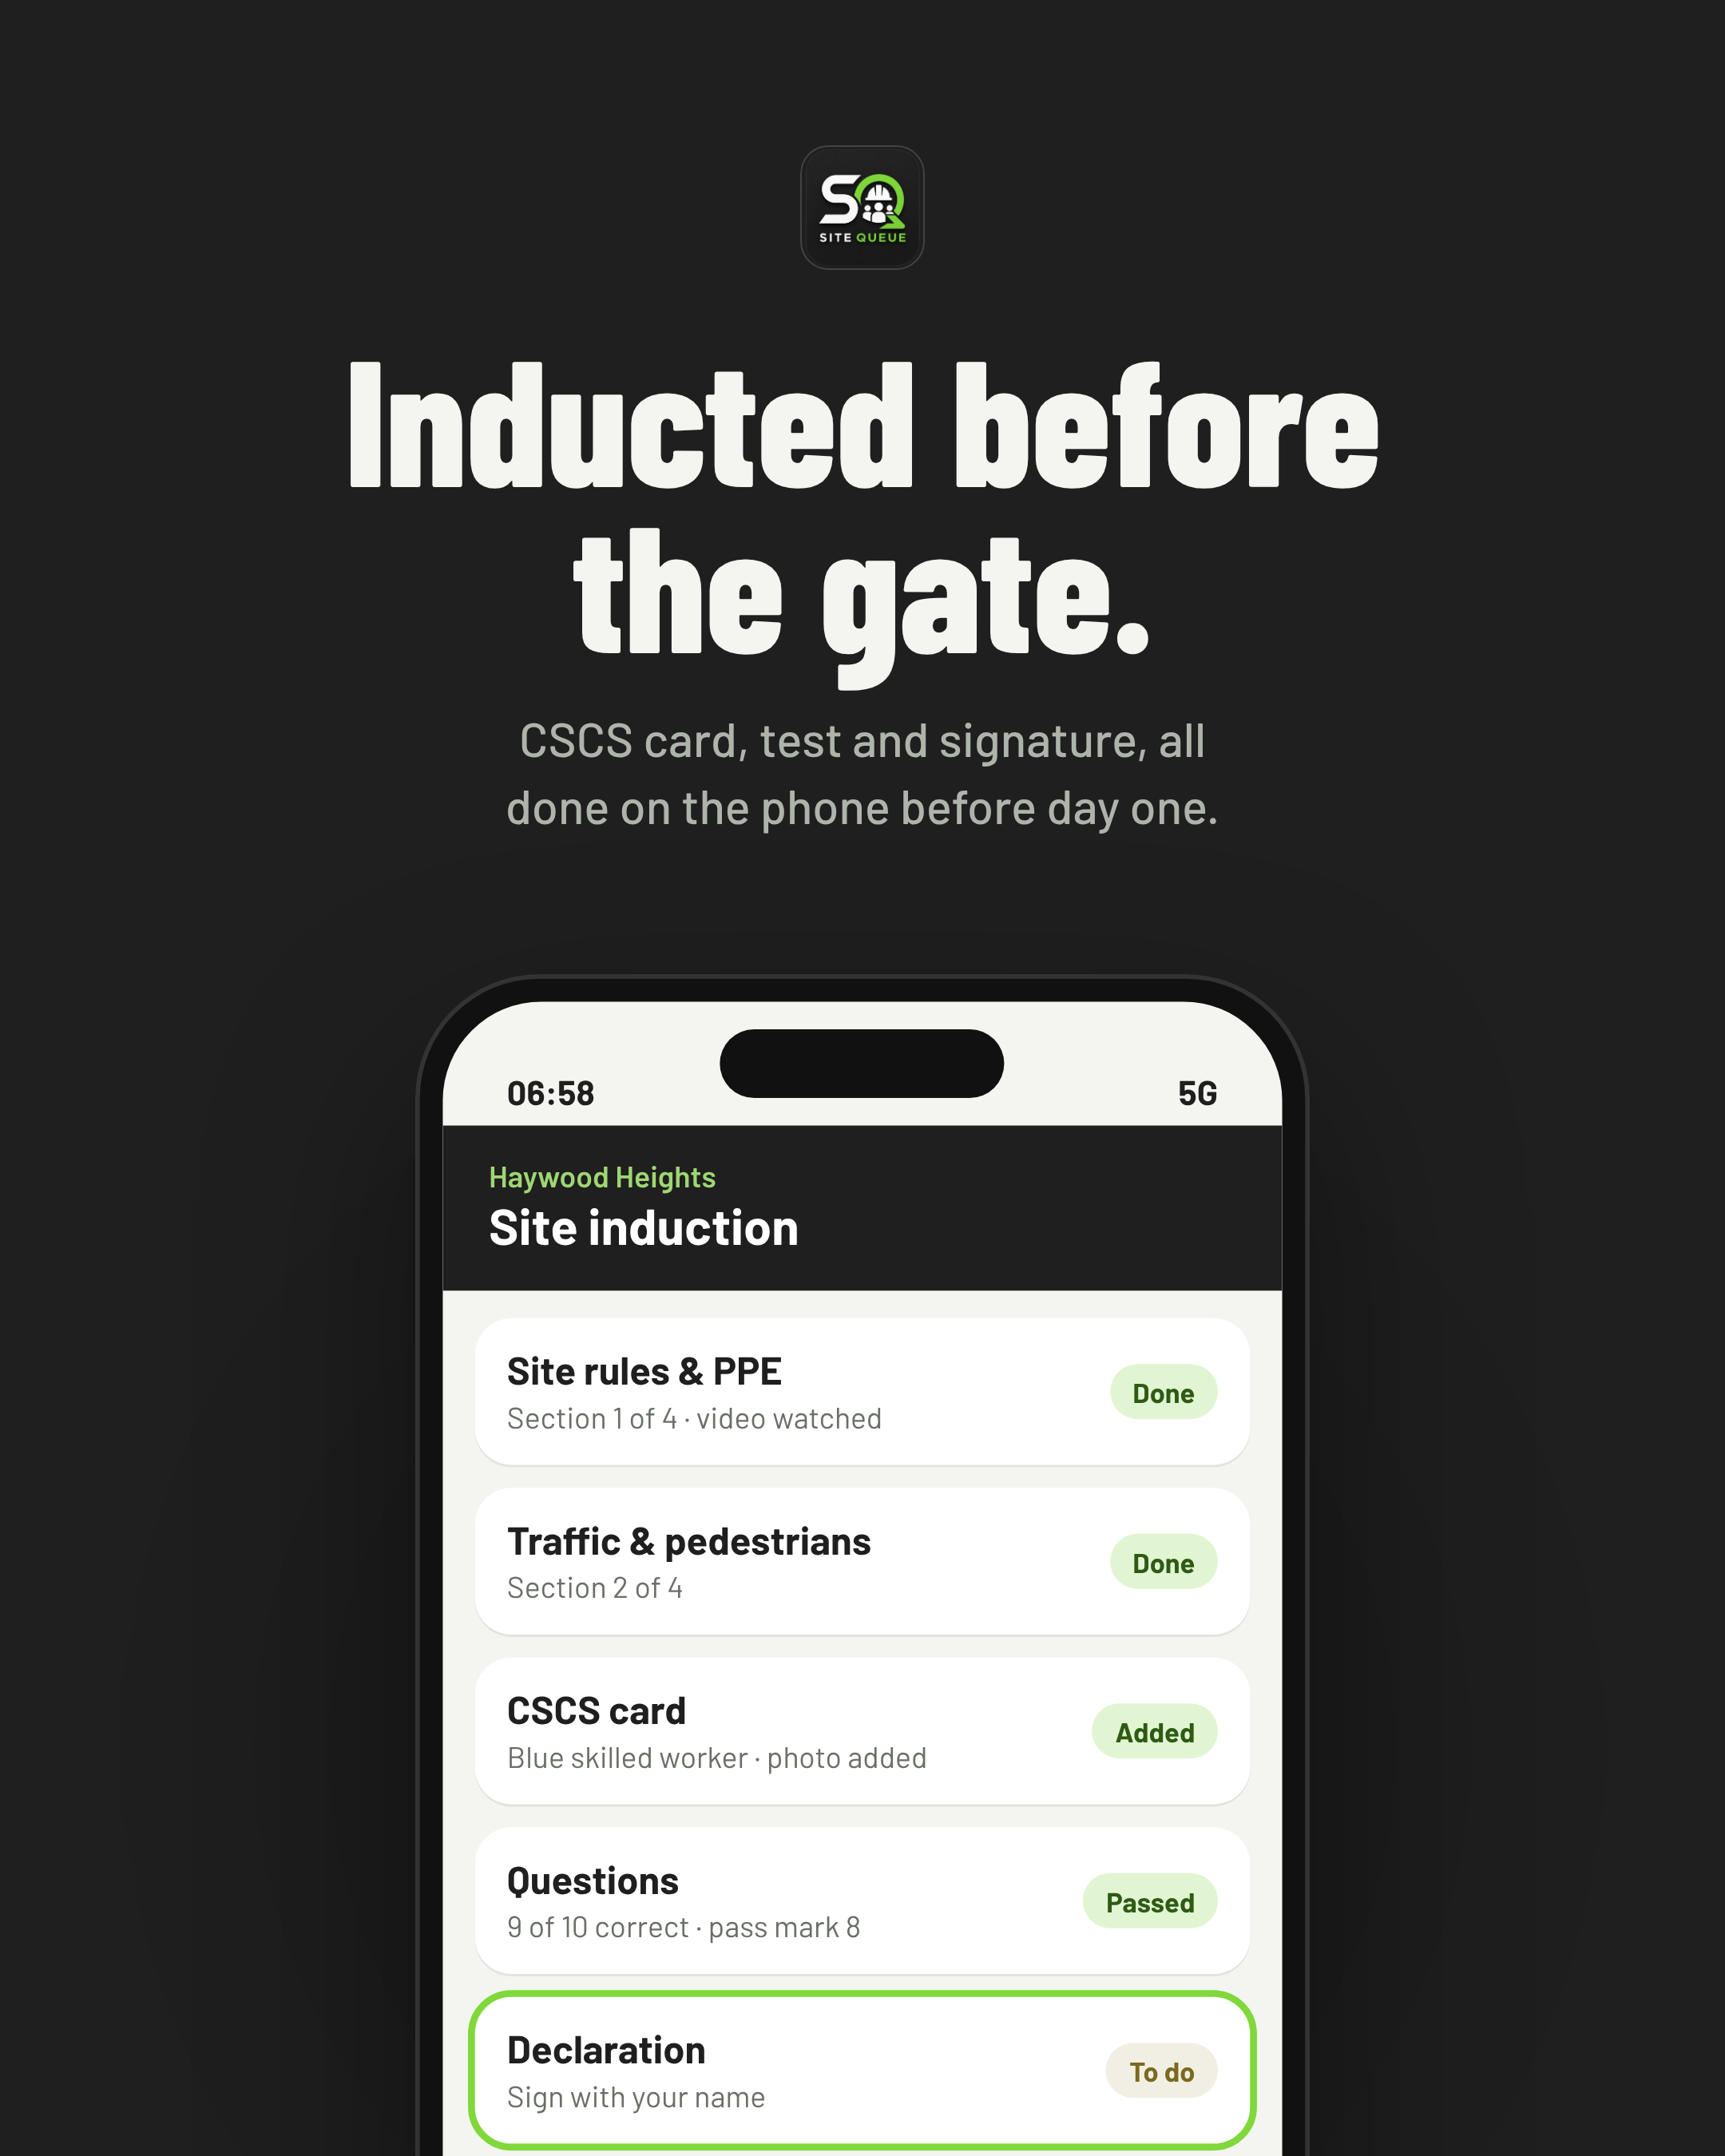 SQ
SITE QUEUE
Inducted before
the gate.
CSCS card, test and signature, all
done on the phone before day one.
06:58
5G
Haywood Heights
Site induction
Site rules & PPE
Done
Section 1 of 4 · video watched
Traffic & pedestrians
Done
Section 2 of 4
CSCS card
Added
Blue skilled worker · photo added
Questions
Passed
9 of 10 correct · pass mark 8
Declaration
To do
Sign with your name